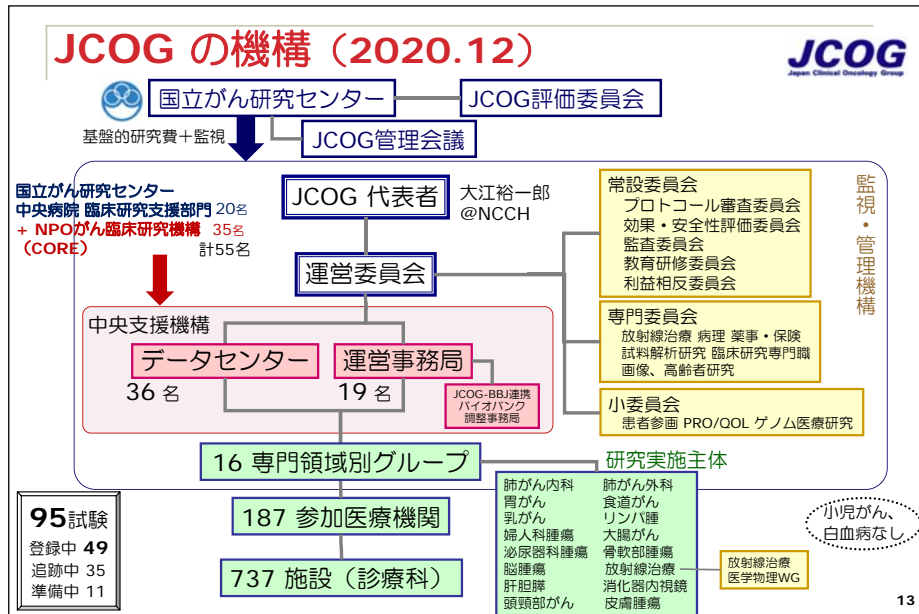 JCOG の機構（2020.12）
JCOG
Japan Clinical Oncology Group
国立がん研究センター
JCOG評価委員会
基盤的研究費＋監視
JCOG管理会議
国立がん研究センター
中央病院 臨床研究支援部門 20名
+ NPOがん臨床研究機構 35名
（CORE）
計55名
JCOG 代表者
大江裕一郎
@NCCH
運営委員会
常設委員会
プロトコール審査委員会
効果・安全性評価委員会
監査委員会
教育研修委員会
利益相反委員会
監視・管理機構
専門委員会
放射線治療 病理 薬事・保険
試料解析研究 臨床研究専門職
画像、高齢者研究
小委員会
患者参画 PRO/QOL ゲノム医療研究
中央支援機構
データセンター
運営事務局
36 名
19 名
JCOG-BBJ連携
バイオバンク
調整事務局
16 専門領域別グループ
研究実施主体
187 参加医療機関
737 施設（診療科）
肺がん内科 肺がん外科
胃がん 食道がん
乳がん リンパ腫
婦人科腫瘍 大腸がん
泌尿器科腫瘍 骨軟部腫瘍
脳腫瘍 放射線治療
肝胆膵 消化器内視鏡
頭頸部がん 皮膚腫瘍
放射線治療
医学物理WG
小児がん、
白血病なし
95試験
登録中 49
追跡中 35
準備中 11
13